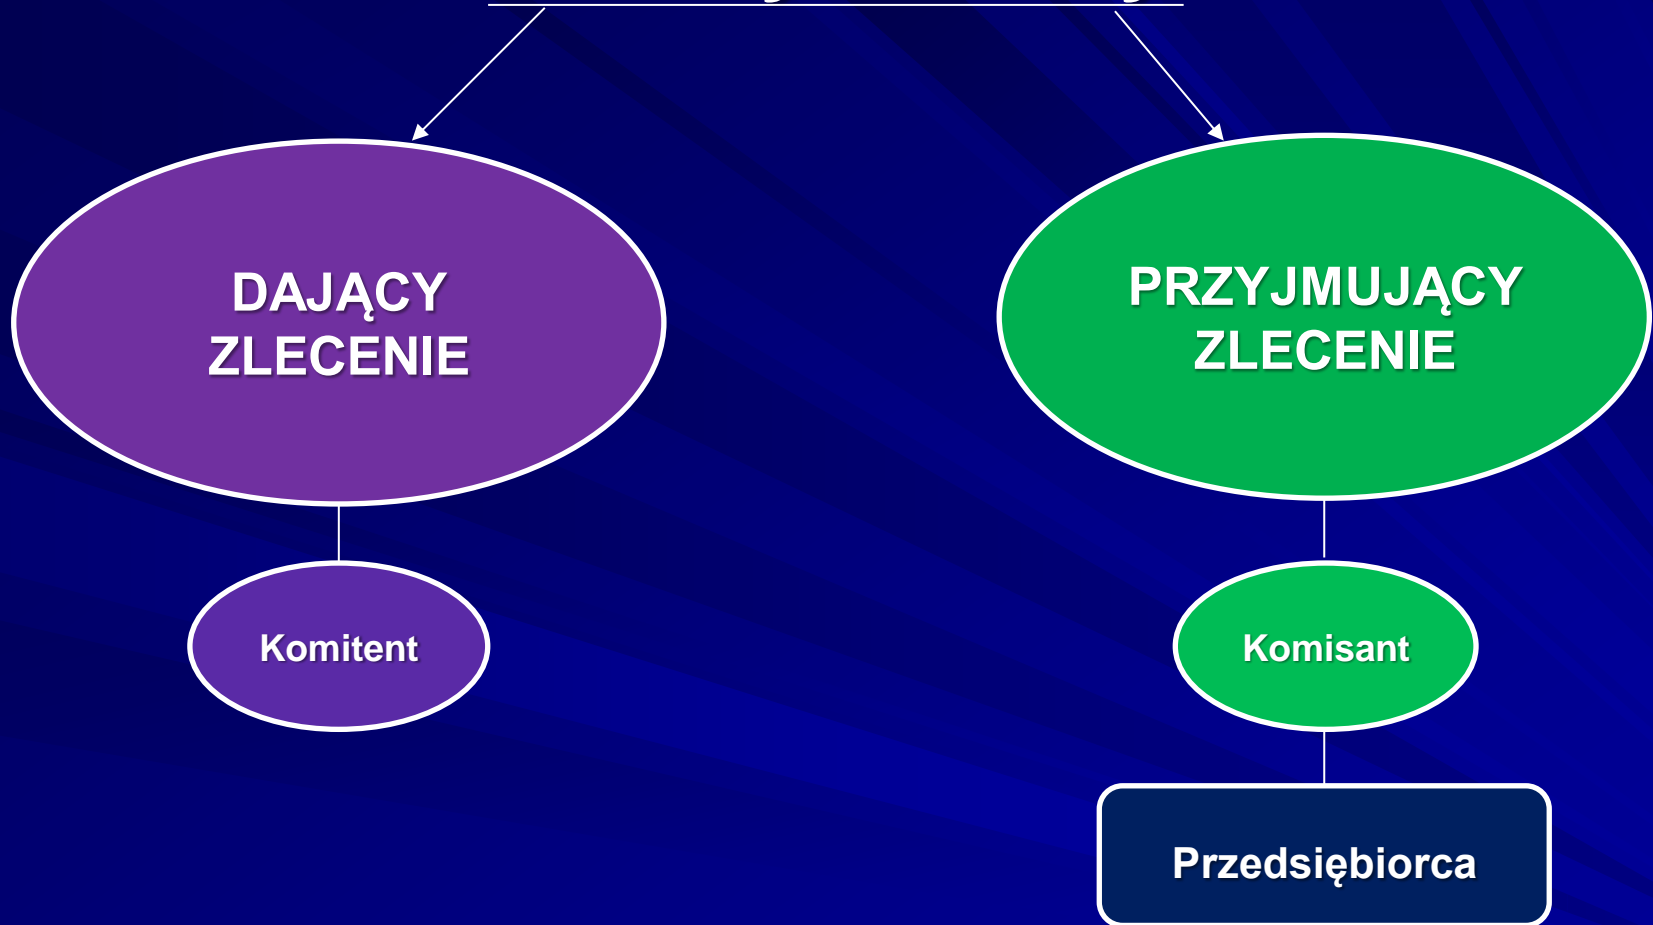 DAJĄCY
ZLECENIE
PRZYJMUJĄCY
ZLECENIE
Komitent
Komisant
Przedsiębiorca